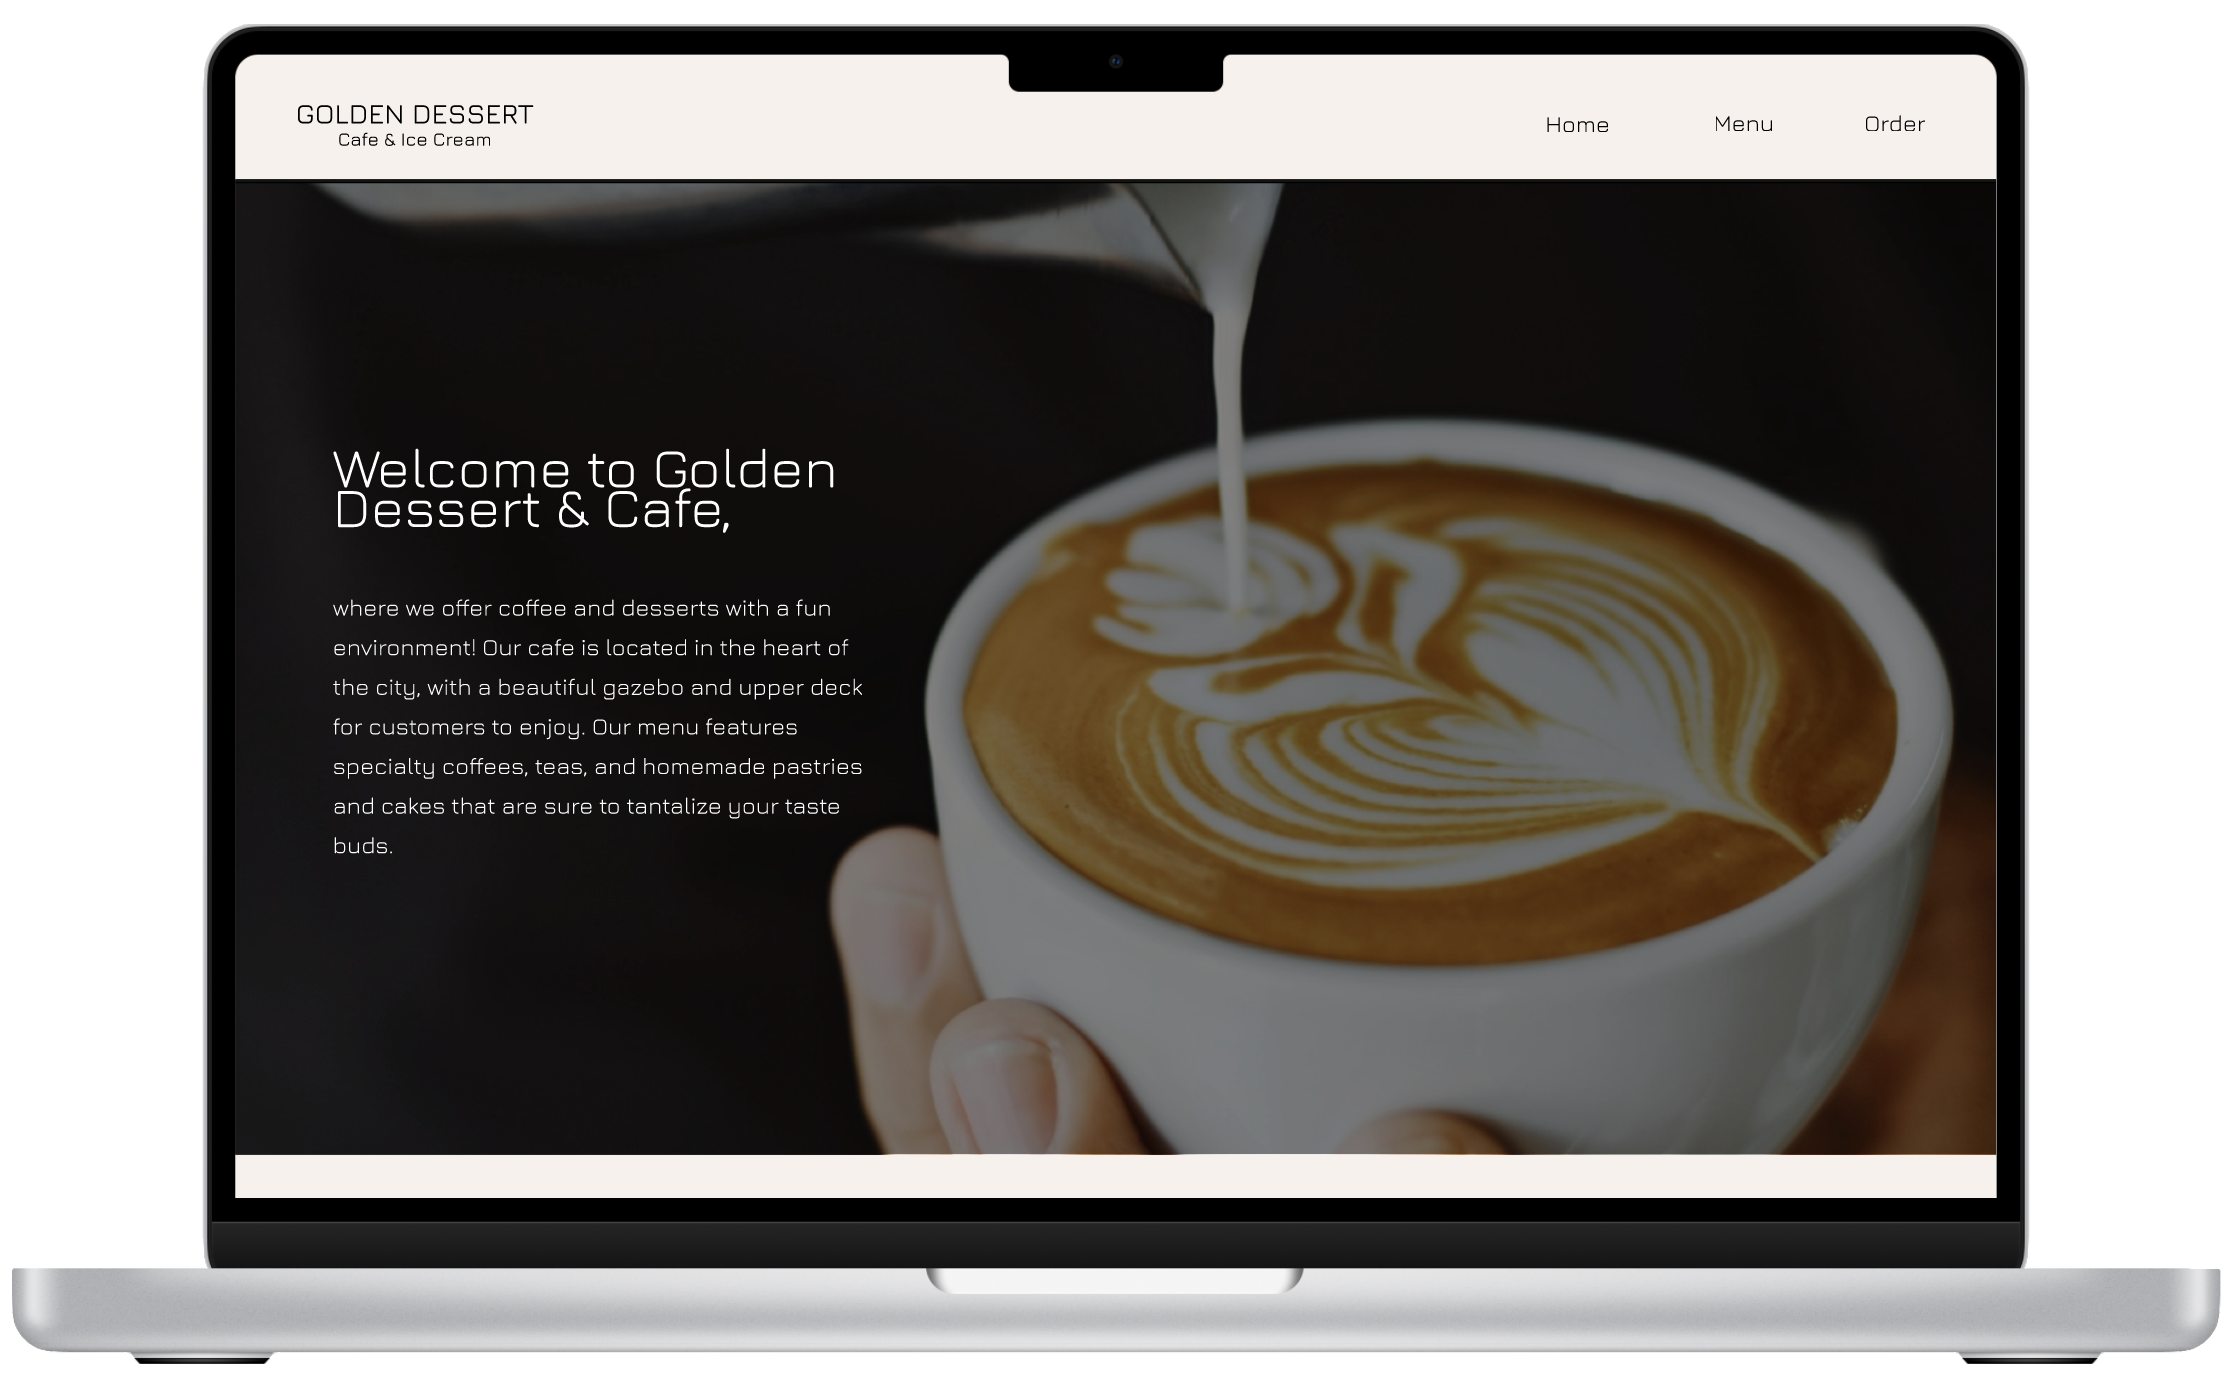 GOLDEN DESSERT
Cafe & Ice Cream
Home
Menu
Order
Welcome to Golden
Dessert & Cafe,
where we offer coffee and desserts with a fun
environment! Our cafe is located in the heart of
the city, with a beautiful gazebo and upper deck
for customers to enjoy. Our menu features
specialty coffees, teas, and homemade pastries
and cakes that are sure to tantalize your taste
buds.